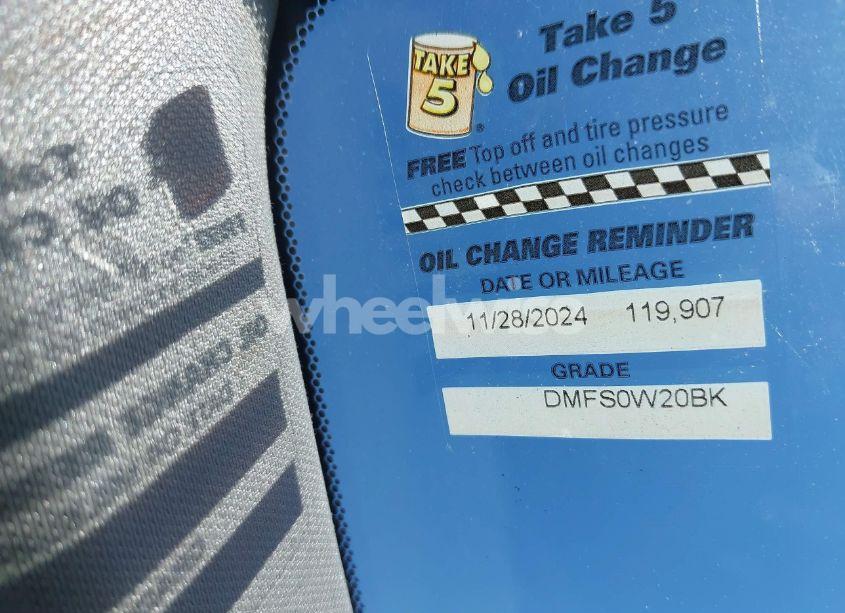 Take 5
Oil Change
TAKE
5
®
FREE Top off and tire pressure
check between oil changes
OIL CHANGE REMINDER
DATE OR MILEAGE
11/28/2024 119,907
GRADE
DMFS0W20BK